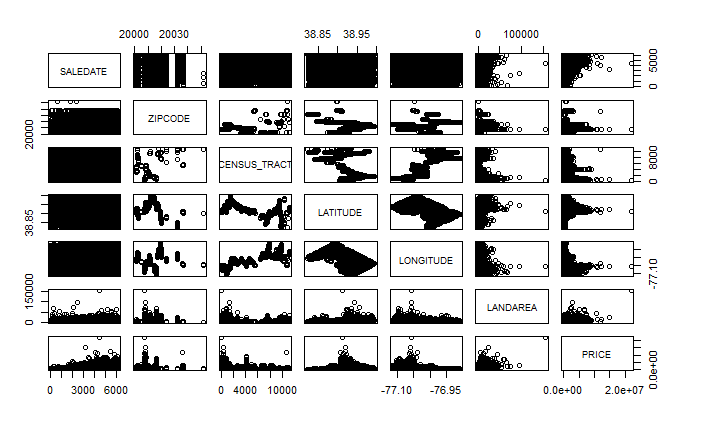 20000 20030
38.85 38.95
0 100000
SALEDATE
0 5000
ZIPCODE
20000
CENSUS_TRACT
0 8000
LATITUDE
38.85
LONGITUDE
-77.10
LANDAREA
0 150000
PRICE
0.0e+00
0 3000 6000
0 4000 10000
-77.10 -76.95
0.0e+00 2.0e+07